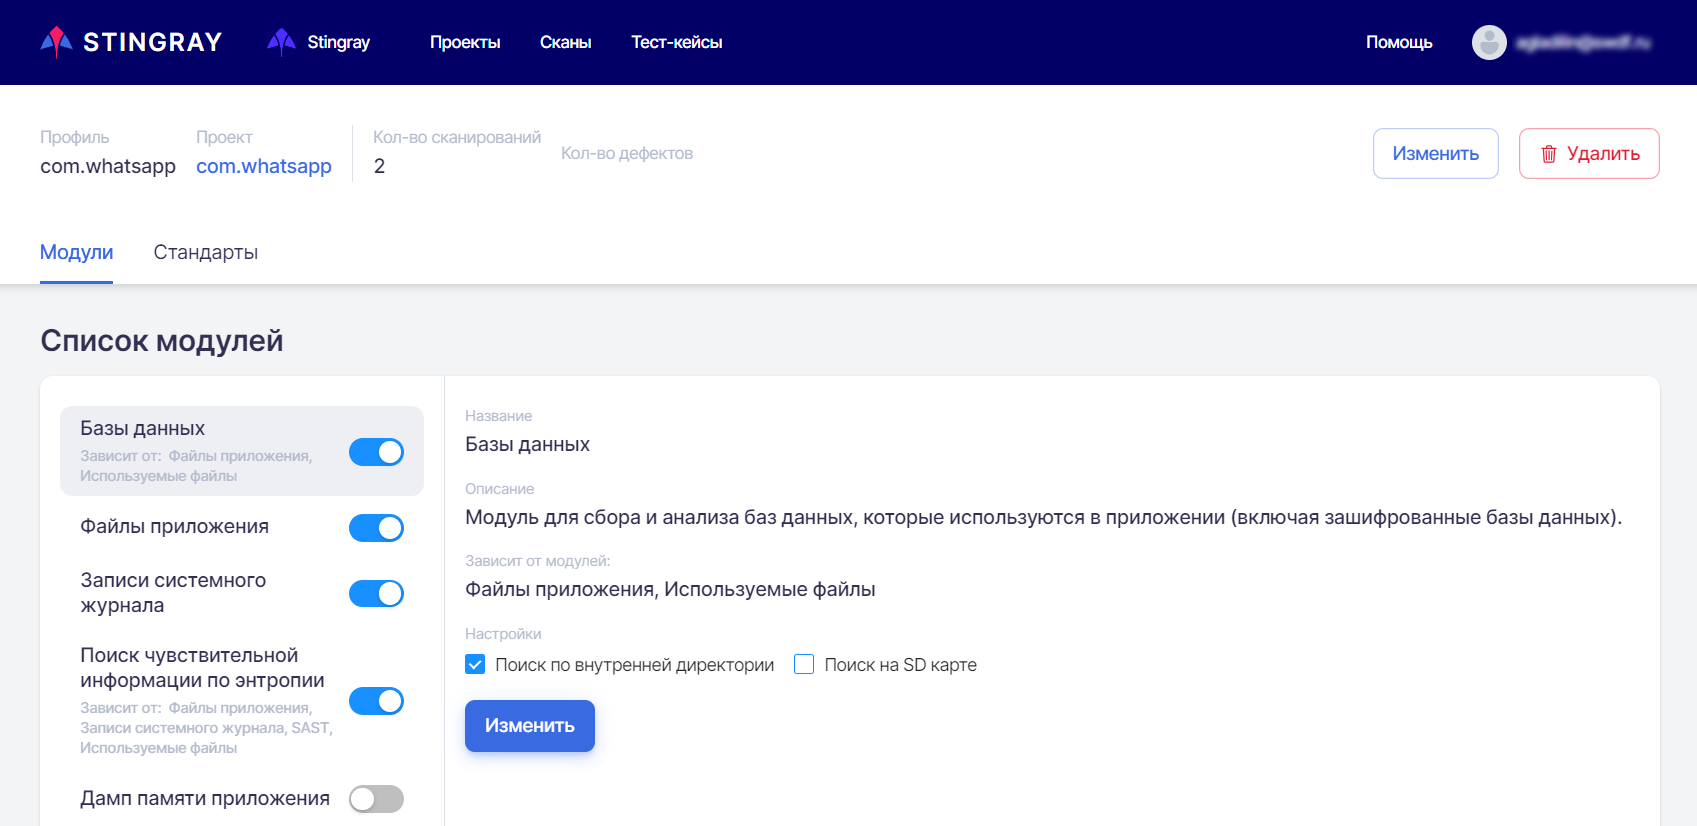 STINGRAY
Stingray
Проекты
Сканы
Тест-кейсы
Помощь
Профиль
com.whatsapp
Проект
com.whatsapp
Кол-во сканирований
2
Кол-во дефектов
Изменить
Удалить
Модули
Стандарты
Список модулей
Базы данных
Зависит от: Файлы приложения,
Используемые файлы
Файлы приложения
Записи системного
журнала
Поиск чувствительной
информации по энтропии
Зависит от: Файлы приложения,
Записи системного журнала, SAST,
Используемые файлы
Дамп памяти приложения
Название
Базы данных
Описание
Модуль для сбора и анализа баз данных, которые используются в приложении (включая зашифрованные базы данных).
Зависит от модулей:
Файлы приложения, Используемые файлы
Настройки
Поиск по внутренней директории
Поиск на SD карте
Изменить